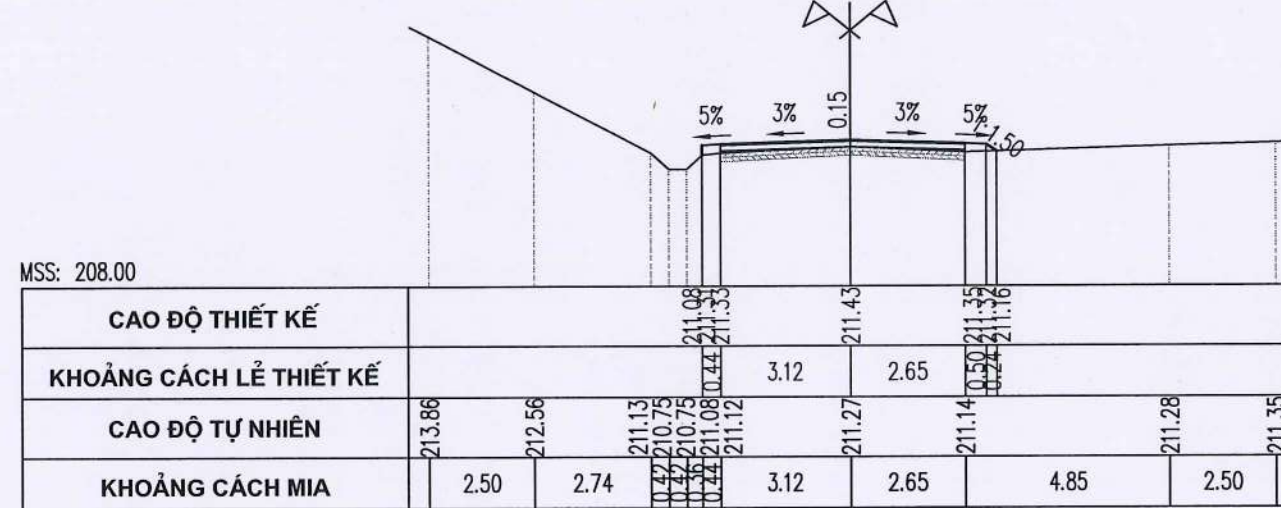 0.15
5% 3% 3% 5%
1:1.50
MSS: 208.00
CAO ĐỘ THIẾT KẾ 211.08 211.31 211.33 211.43 211.35 211.32 211.16
KHOẢNG CÁCH LẺ THIẾT KẾ 0.44 3.12 2.65 0.50 0.24
CAO ĐỘ TỰ NHIÊN 213.86 212.56 211.13 210.75 210.75 211.08 211.12 211.27 211.14 211.28 211.35
KHOẢNG CÁCH MIA 2.50 2.74 0.42 0.42 0.36 0.44 3.12 2.65 4.85 2.50